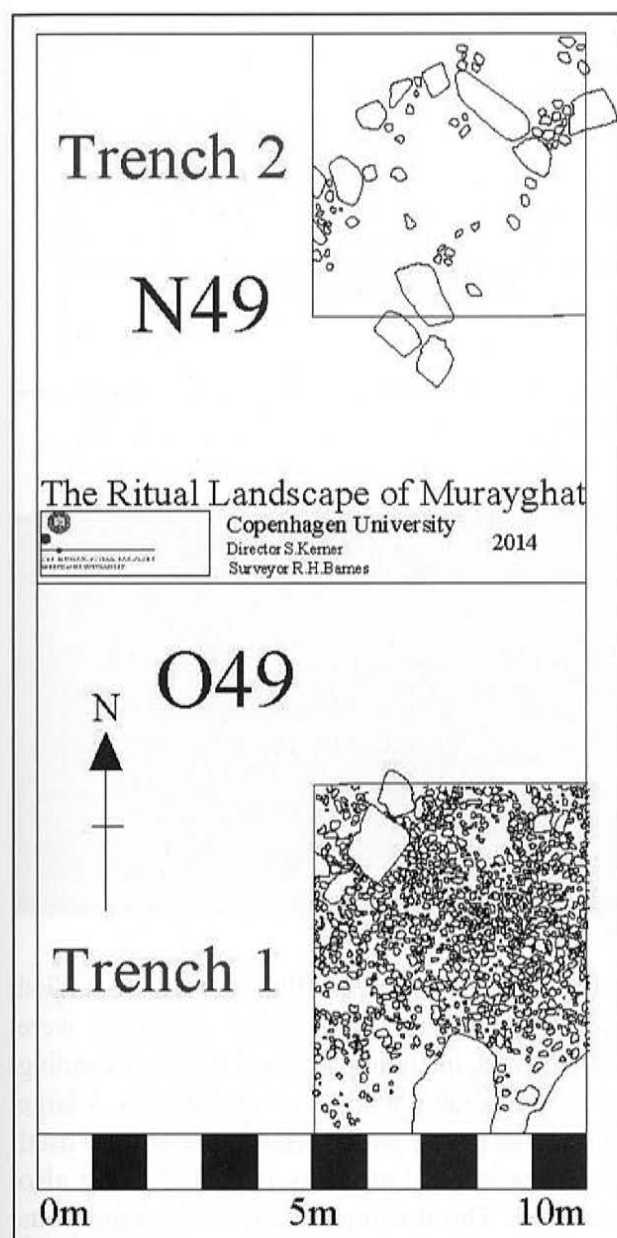 Trench 2
N49
The Ritual Landscape of Murayghat
Copenhagen University
Director S.Kerner
Surveyor R.H.Barnes
2014
O49
N
Trench 1
0m 5m 10m